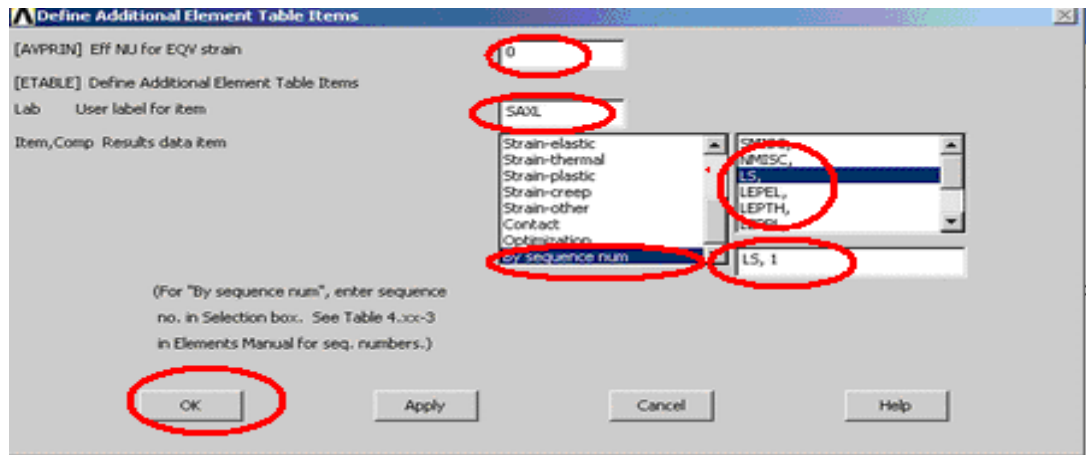 Define Additional Element Table Items
[AVPRIN] Eff NU for EQV strain
0
[ETABLE] Define Additional Element Table Items
Lab User label for item
SAXL
Item,Comp Results data item
Strain-elastic
Strain-thermal
Strain-plastic
Strain-creep
Strain-other
Contact
Optimization
By sequence num
NMISC,
LS,
LEPEL,
LEPTH,
LS, 1
(For "By sequence num", enter sequence
no. in Selection box. See Table 4.xx-3
in Elements Manual for seq. numbers.)
OK
Apply
Cancel
Help